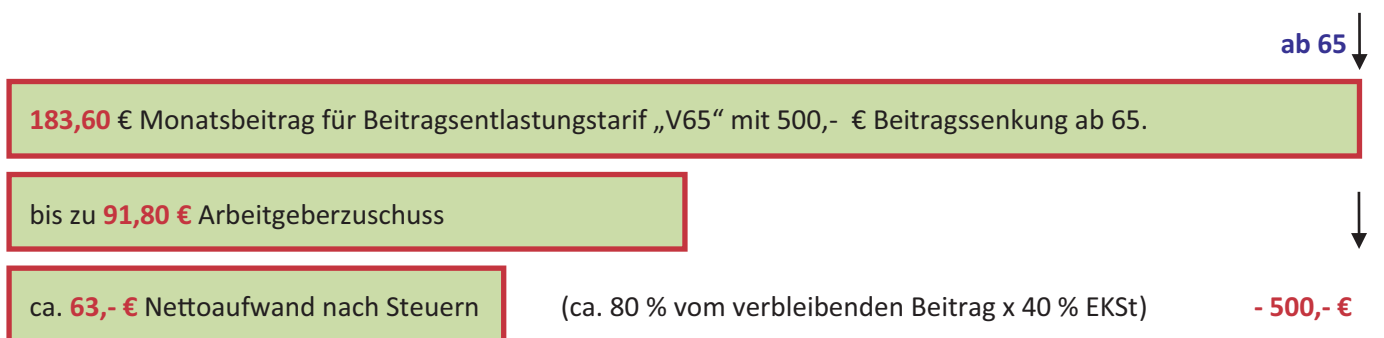 ab 65
183,60 € Monatsbeitrag für Beitragsentlastungstarif „V65“ mit 500,- € Beitragssenkung ab 65.
bis zu 91,80 € Arbeitgeberzuschuss
ca. 63,- € Nettoaufwand nach Steuern (ca. 80 % vom verbleibenden Beitrag x 40 % EKSt) - 500,- €